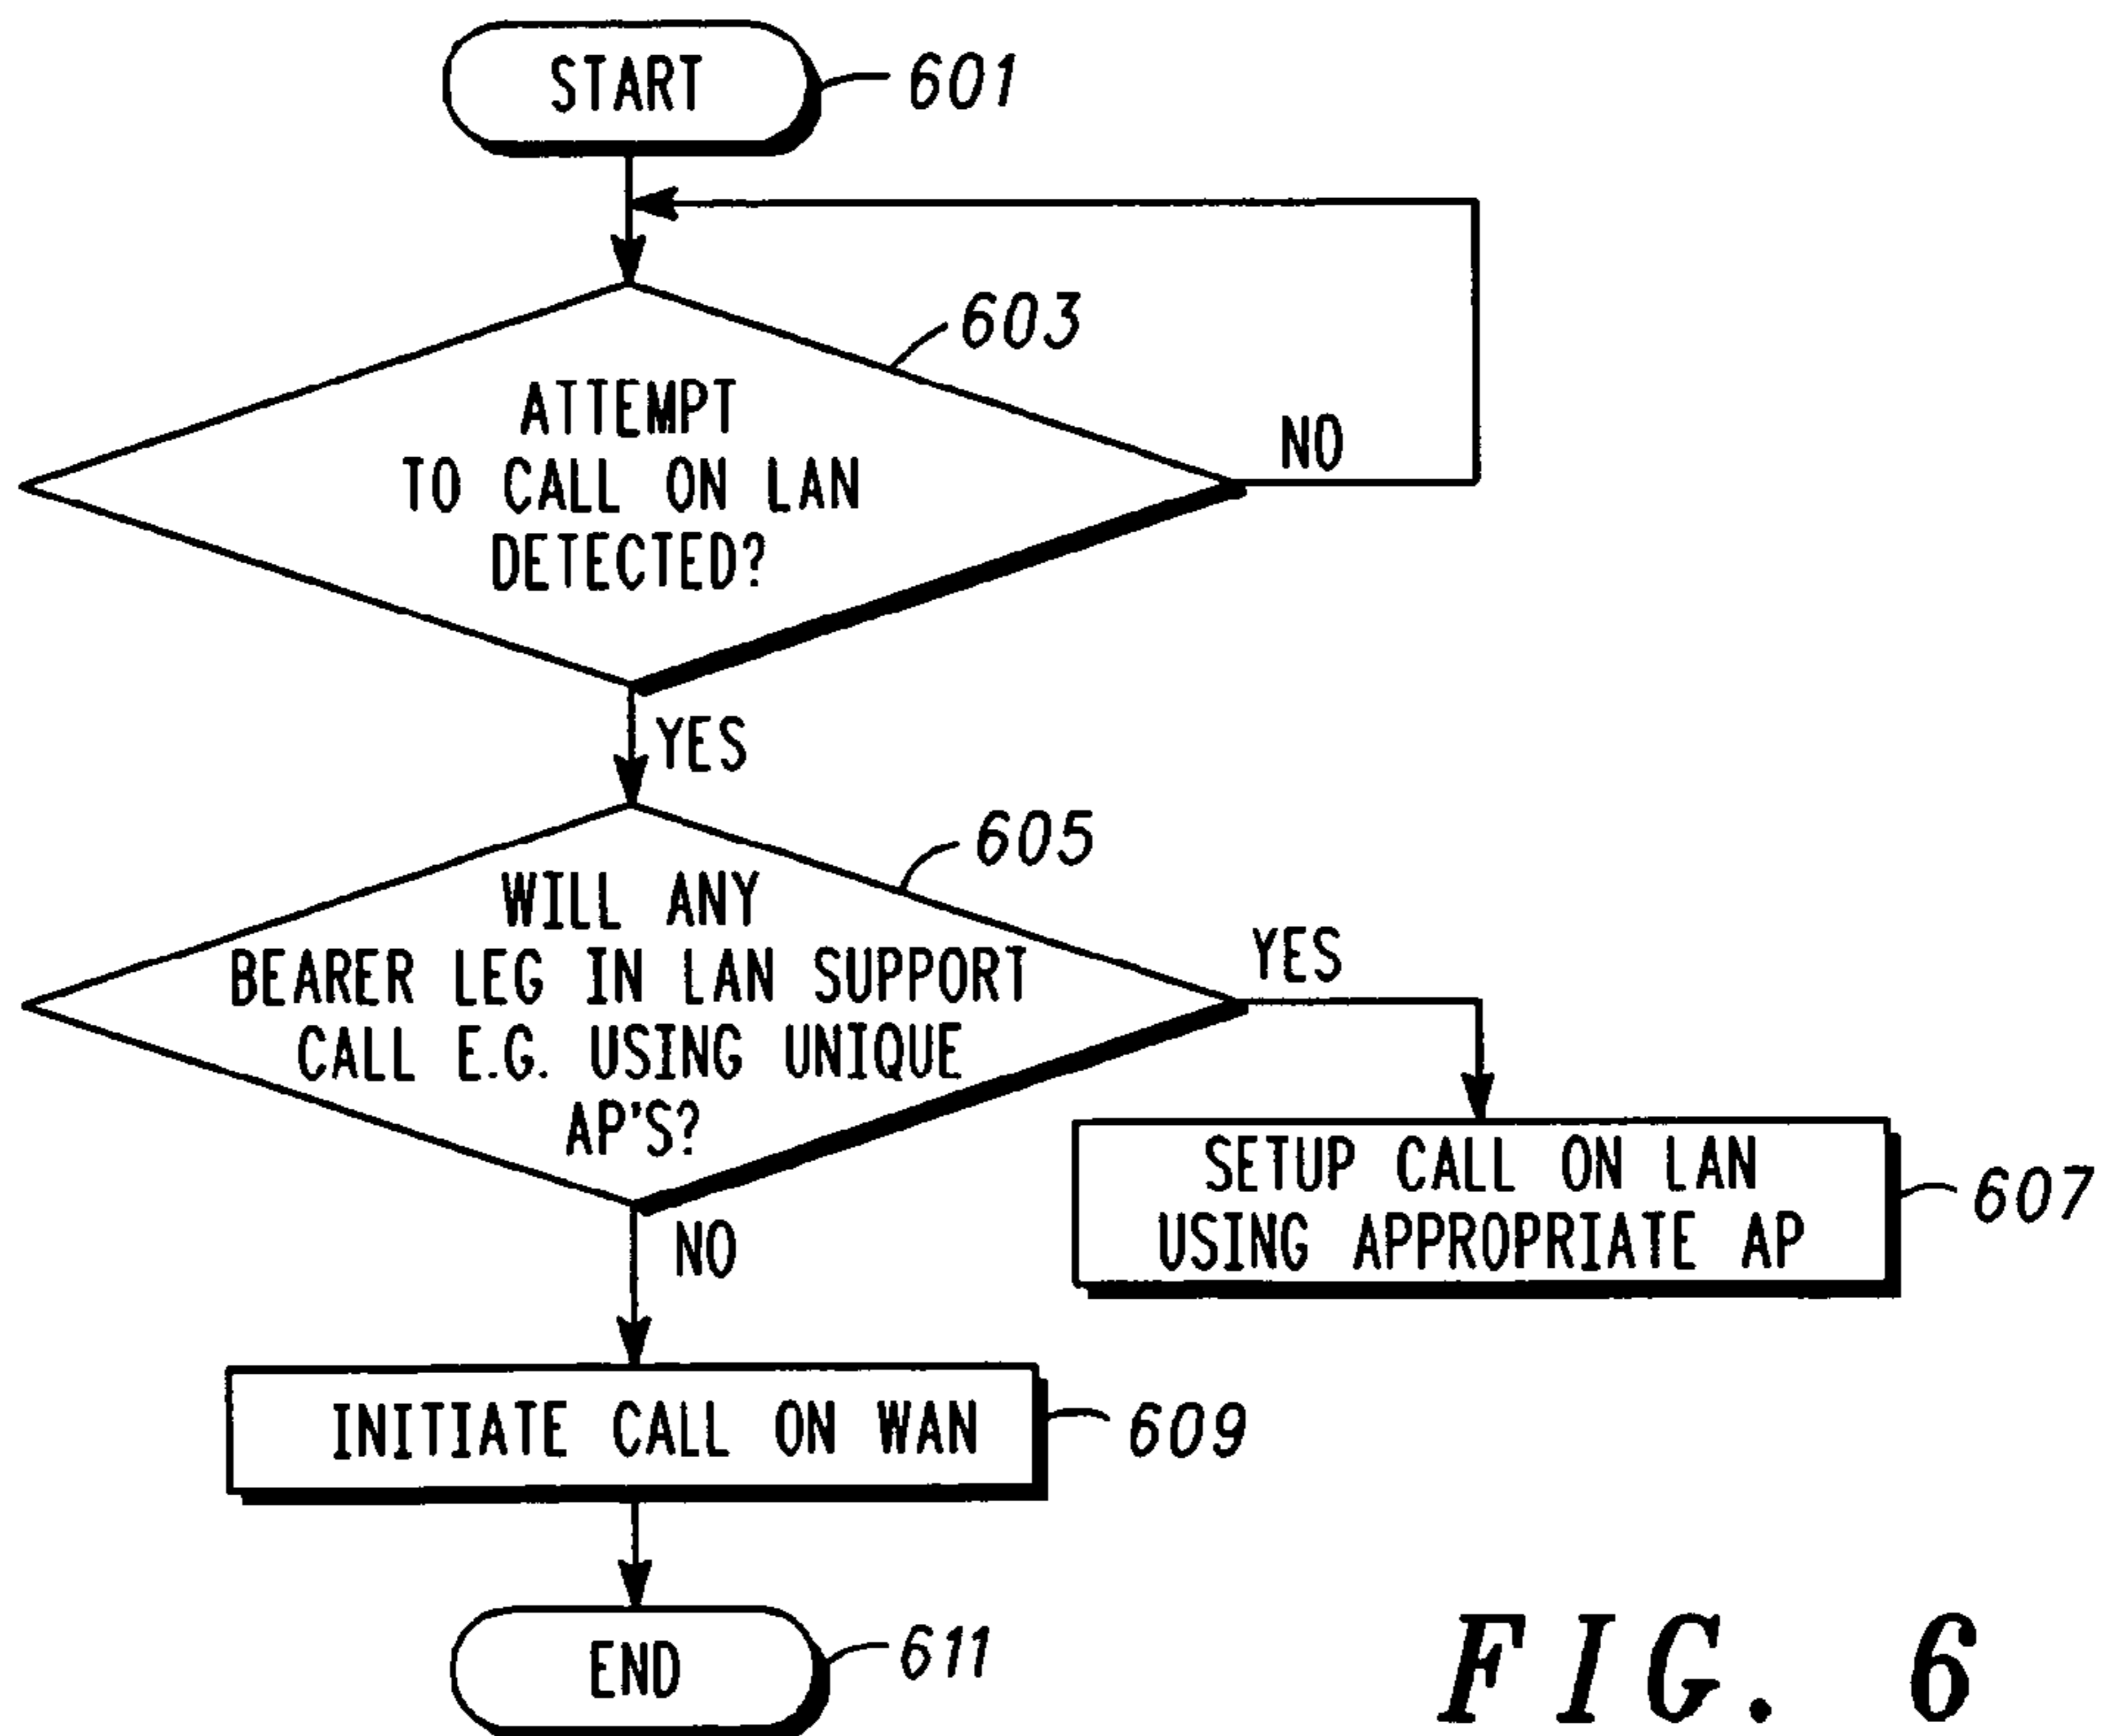 START
601
603
ATTEMPT
TO CALL ON LAN
DETECTED?
NO
YES
605
WILL ANY
BEARER LEG IN LAN SUPPORT
CALL E.G. USING UNIQUE
AP'S?
YES
SETUP CALL ON LAN
USING APPROPRIATE AP
607
NO
INITIATE CALL ON WAN
609
END
611
FIG. 6